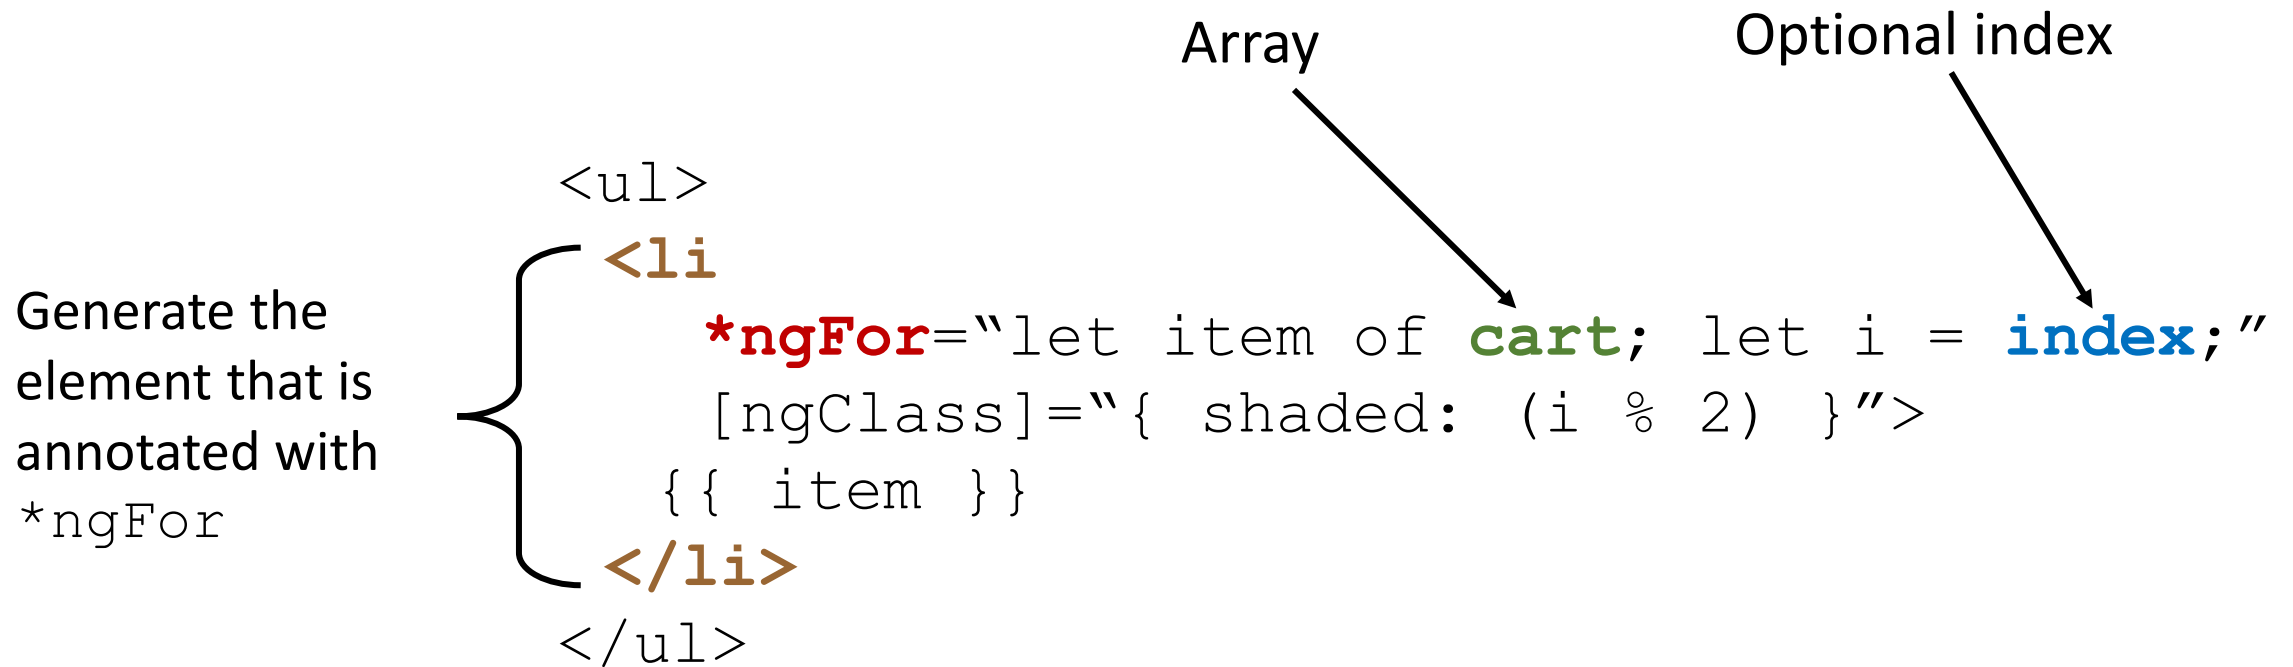 Array
Optional index
<ul>
<li
*ngFor=“let item of cart; let i = index;”
[ngClass]=“{ shaded: (i % 2) }”>
{{ item }}
</li>
</ul>
Generate the
element that is
annotated with
*ngFor